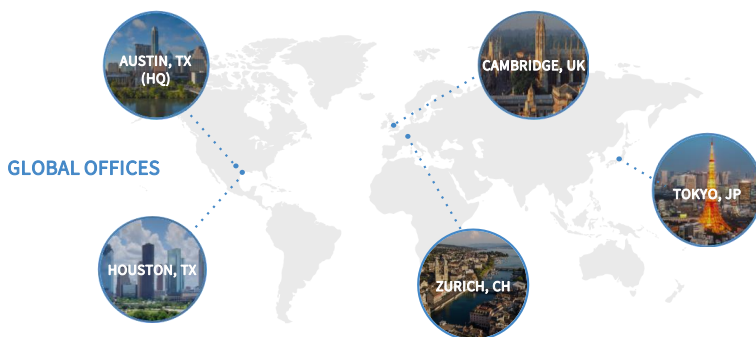 AUSTIN, TX
(HQ)
CAMBRIDGE, UK
GLOBAL OFFICES
TOKYO, JP
HOUSTON, TX
ZURICH, CH